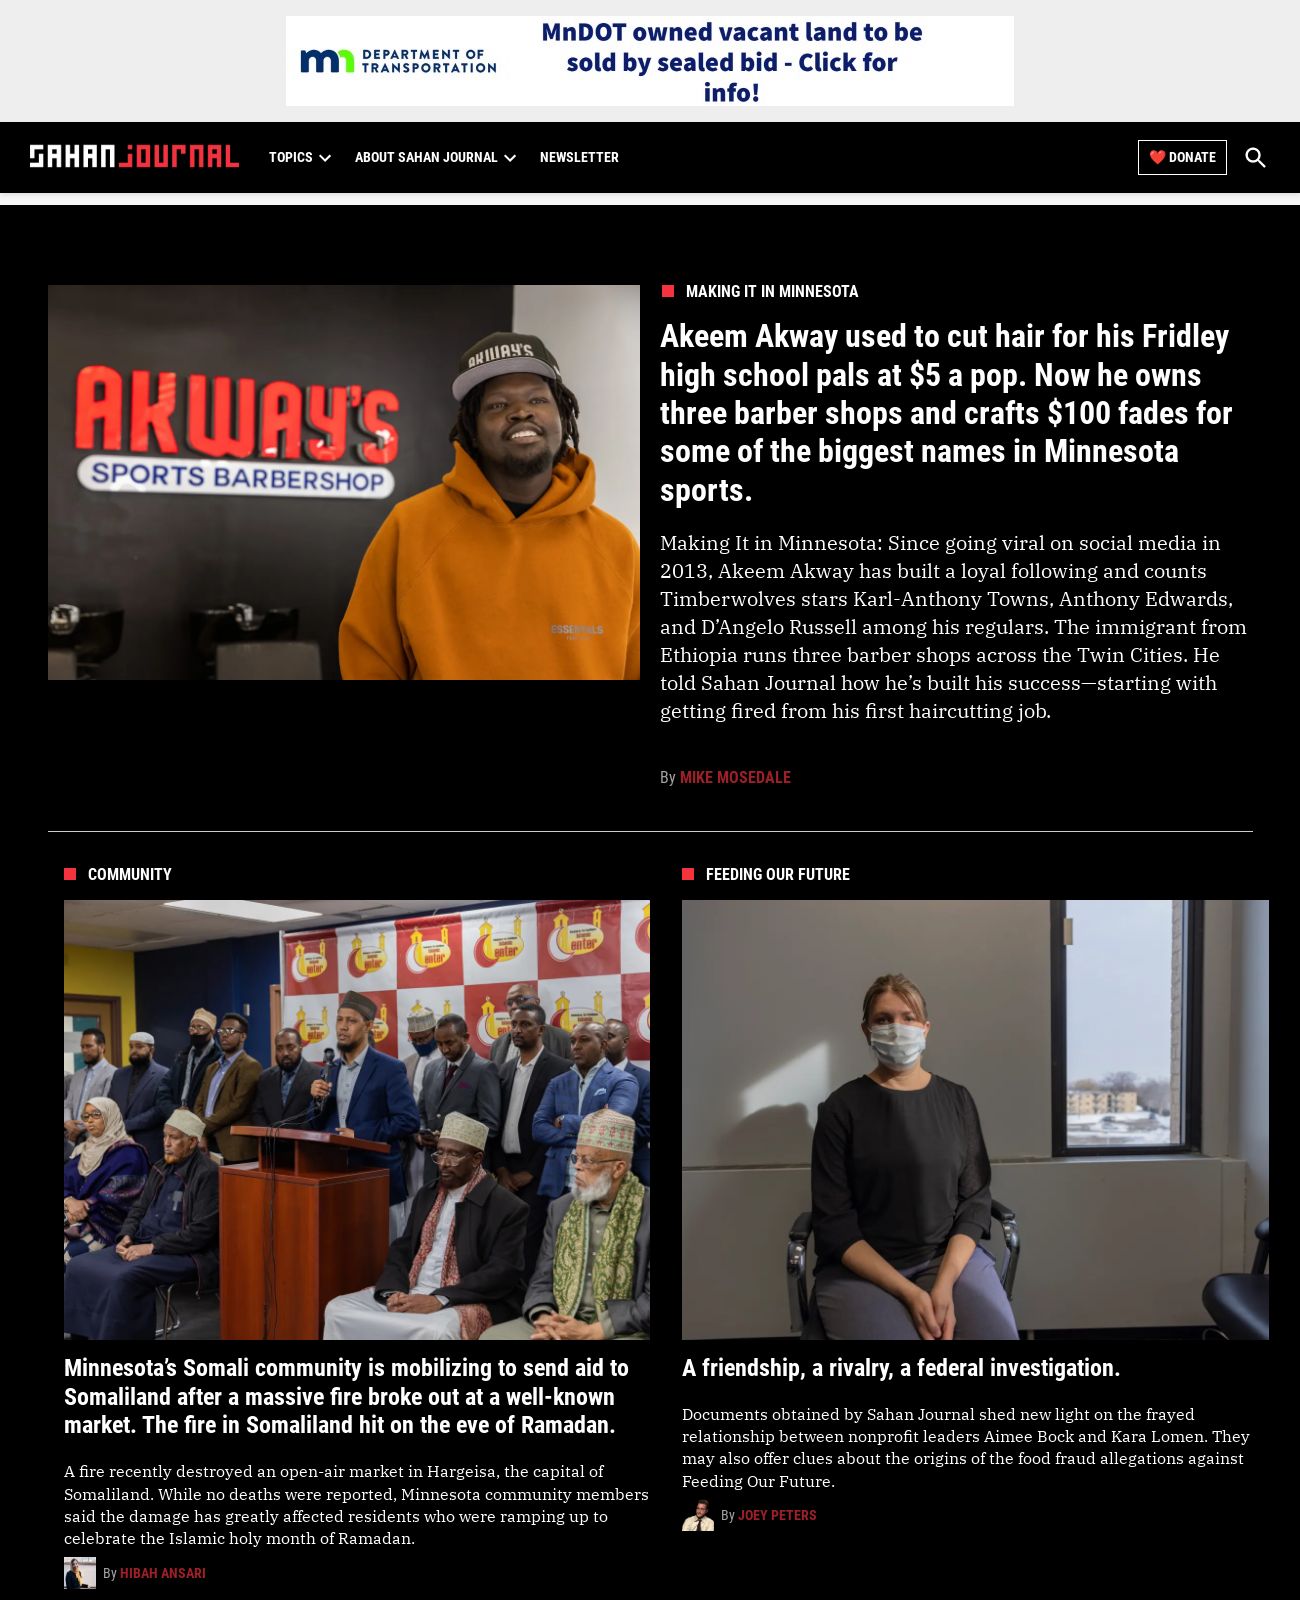 MnDOT owned vacant land to be
sold by sealed bid - Click for
info!
DEPARTMENT OF
TRANSPORTATION
SAHAN JOURNAL
TOPICS
ABOUT SAHAN JOURNAL
NEWSLETTER
❤️ DONATE
AKWAY'S
AKWAY'S
SPORTS BARBERSHOP
ESSENTIALS
MAKING IT IN MINNESOTA
Akeem Akway used to cut hair for his Fridley
high school pals at $5 a pop. Now he owns
three barber shops and crafts $100 fades for
some of the biggest names in Minnesota
sports.
Making It in Minnesota: Since going viral on social media in
2013, Akeem Akway has built a loyal following and counts
Timberwolves stars Karl-Anthony Towns, Anthony Edwards,
and D’Angelo Russell among his regulars. The immigrant from
Ethiopia runs three barber shops across the Twin Cities. He
told Sahan Journal how he’s built his success—starting with
getting fired from his first haircutting job.
By MIKE MOSEDALE
COMMUNITY
Minnesota’s Somali community is mobilizing to send aid to
Somaliland after a massive fire broke out at a well-known
market. The fire in Somaliland hit on the eve of Ramadan.
A fire recently destroyed an open-air market in Hargeisa, the capital of
Somaliland. While no deaths were reported, Minnesota community members
said the damage has greatly affected residents who were ramping up to
celebrate the Islamic holy month of Ramadan.
By HIBAH ANSARI
FEEDING OUR FUTURE
A friendship, a rivalry, a federal investigation.
Documents obtained by Sahan Journal shed new light on the frayed
relationship between nonprofit leaders Aimee Bock and Kara Lomen. They
may also offer clues about the origins of the food fraud allegations against
Feeding Our Future.
By JOEY PETERS